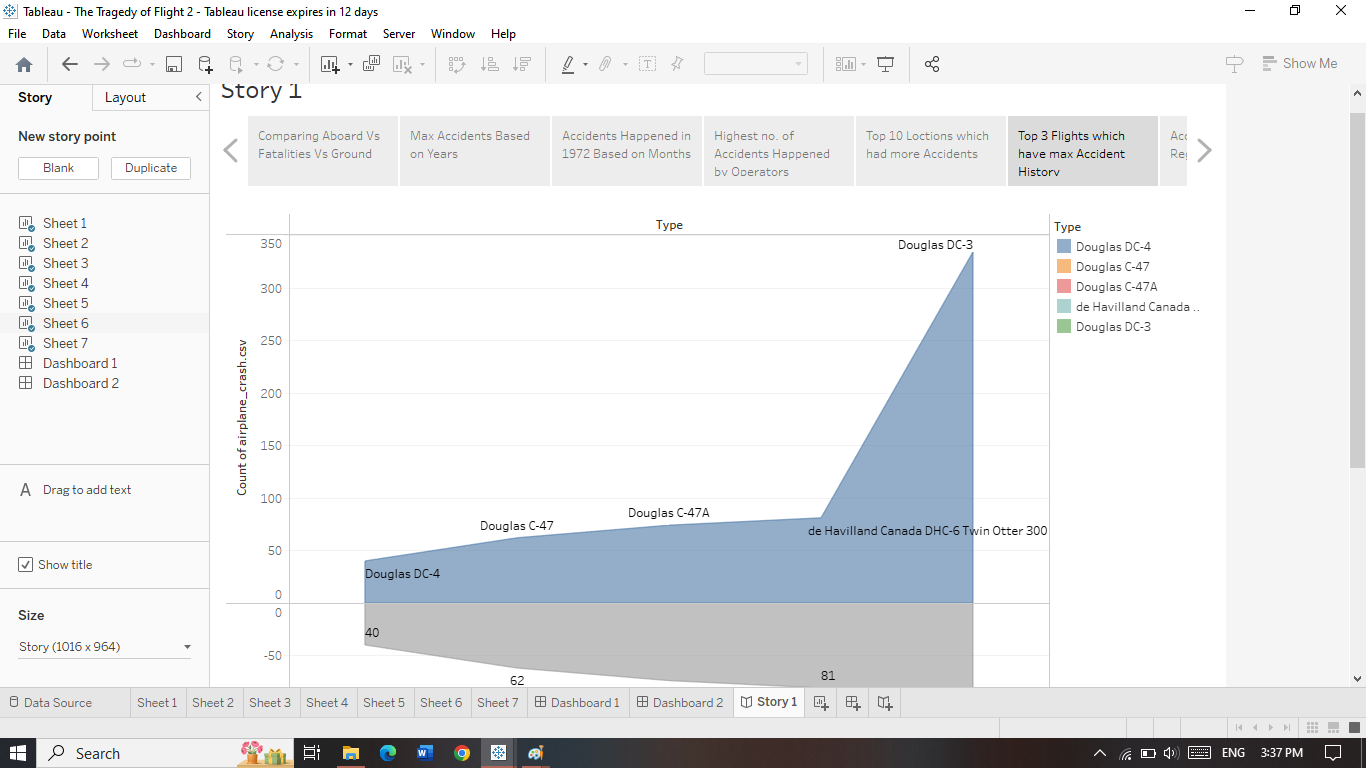 Tableau - The Tragedy of Flight 2 - Tableau license expires in 12 days
File Data Worksheet Dashboard Story Analysis Format Server Window Help
Show Me
Story Layout
New story point
Blank Duplicate
Sheet 1
Sheet 2
Sheet 3
Sheet 4
Sheet 5
Sheet 6
Sheet 7
Dashboard 1
Dashboard 2
A Drag to add text
Show title
Size
Story (1016 x 964)
Story 1
Comparing Aboard Vs
Fatalities Vs Ground
Max Accidents Based
on Years
Accidents Happened in
1972 Based on Months
Highest no. of
Accidents Happened
by Operators
Top 10 Loctions which
had more Accidents
Top 3 Flights which
have max Accident
History
Type
Count of airplane_crash.csv
350
300
250
200
150
100
50
0
0
-50
Douglas DC-3
Douglas C-47A
Douglas C-47
de Havilland Canada DHC-6 Twin Otter 300
Douglas DC-4
40
62
81
Type
Douglas DC-4
Douglas C-47
Douglas C-47A
de Havilland Canada ..
Douglas DC-3
Data Source Sheet 1 Sheet 2 Sheet 3 Sheet 4 Sheet 5 Sheet 6 Sheet 7 Dashboard 1 Dashboard 2 Story 1
Search ENG 3:37 PM